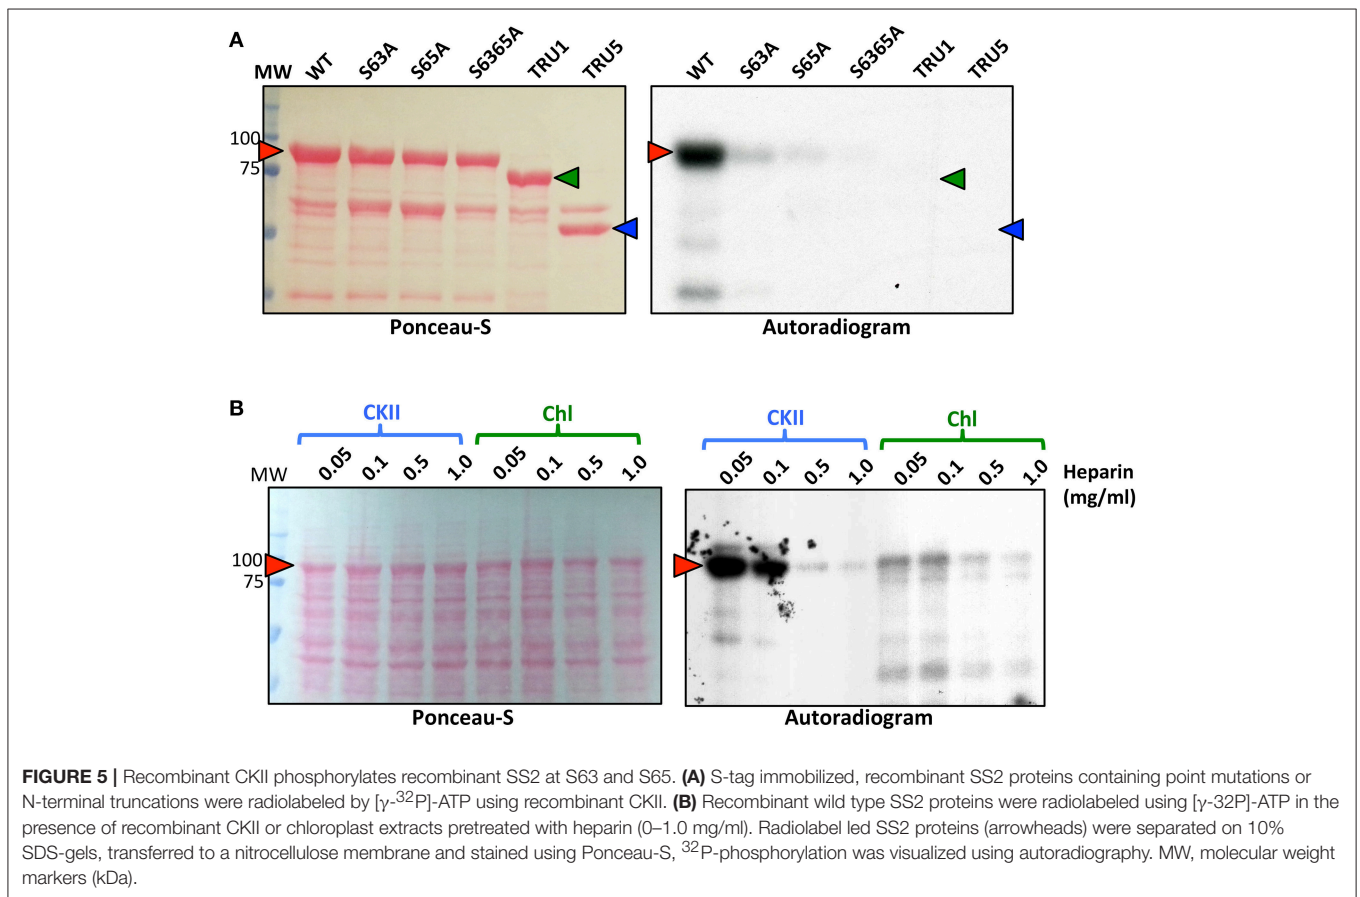 A
MW WT S63A S65A S6365A TRU1 TRU5
WT S63A S65A S6365A TRU1 TRU5
100
75
Ponceau-S
Autoradiogram
B
CKII Chl
CKII Chl
MW 0.05 0.1 0.5 1.0 0.05 0.1 0.5 1.0
0.05 0.1 0.5 1.0 0.05 0.1 0.5 1.0 Heparin
(mg/ml)
100
75
Ponceau-S
Autoradiogram
FIGURE 5 | Recombinant CKII phosphorylates recombinant SS2 at S63 and S65. (A) S-tag immobilized, recombinant SS2 proteins containing point mutations or
N-terminal truncations were radiolabeled by [γ-³²P]-ATP using recombinant CKII. (B) Recombinant wild type SS2 proteins were radiolabeled using [γ-32P]-ATP in the
presence of recombinant CKII or chloroplast extracts pretreated with heparin (0–1.0 mg/ml). Radiolabel led SS2 proteins (arrowheads) were separated on 10%
SDS-gels, transferred to a nitrocellulose membrane and stained using Ponceau-S, ³²P-phosphorylation was visualized using autoradiography. MW, molecular weight
markers (kDa).